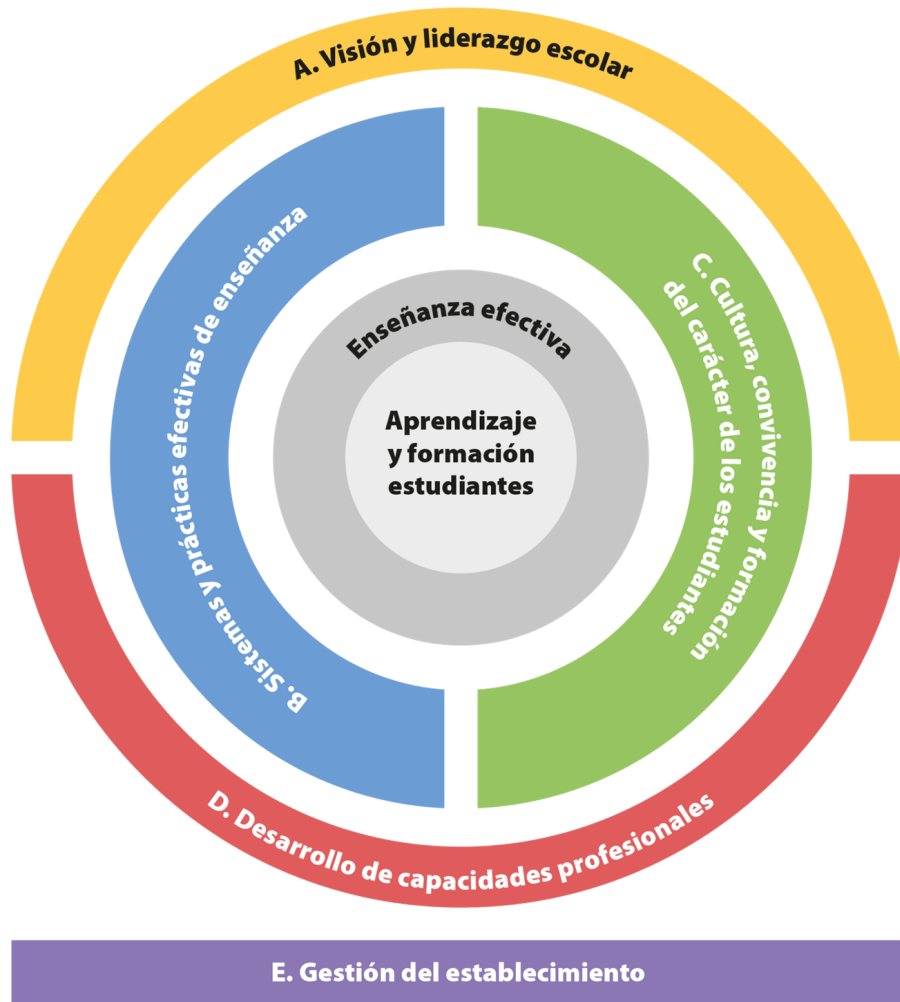 A. Visión y liderazgo escolar
B. Sistemas y prácticas efectivas de enseñanza
C. Cultura, convivencia y formación
del carácter de los estudiantes
Enseñanza efectiva
Aprendizaje
y formación
estudiantes
D. Desarrollo de capacidades profesionales
E. Gestión del establecimiento